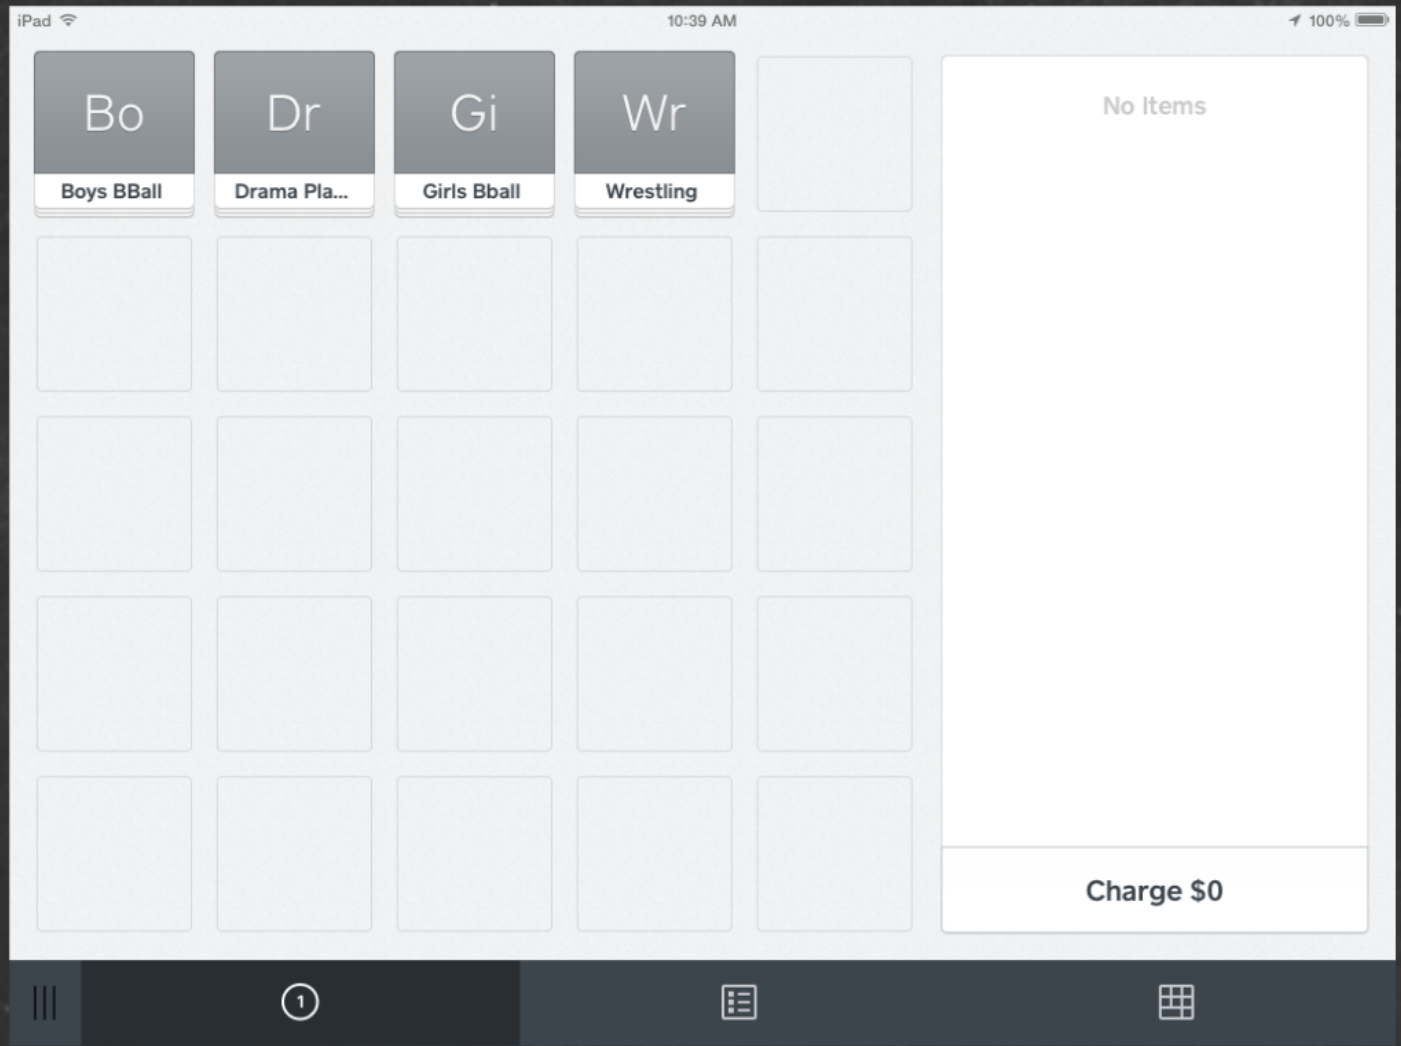 iPad 10:39 AM 100%
Bo Dr Gi Wr
Boys BBall Drama Pla... Girls Bball Wrestling
No Items
Charge $0
1